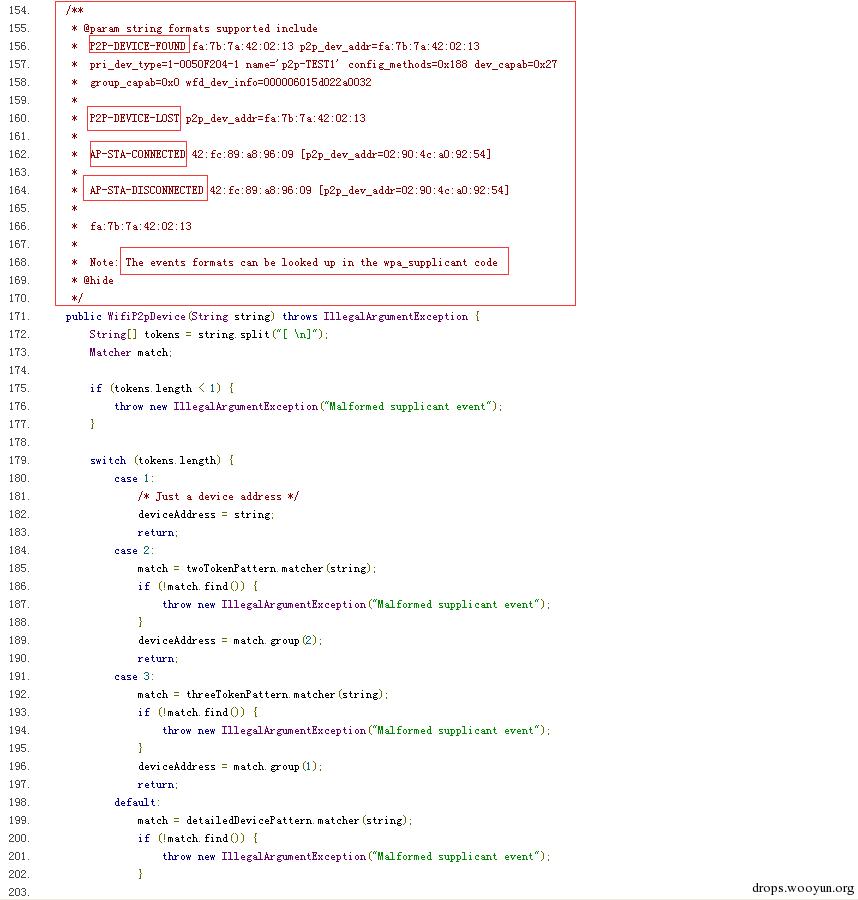 154. /**
155. * @param string formats supported include
156. * P2P-DEVICE-FOUND fa:7b:7a:42:02:13 p2p_dev_addr=fa:7b:7a:42:02:13
157. * pri_dev_type=1-0050F204-1 name='p2p-TEST1' config_methods=0x188 dev_capab=0x27
158. * group_capab=0x0 wfd_dev_info=000006015d022a0032
159. *
160. * P2P-DEVICE-LOST p2p_dev_addr=fa:7b:7a:42:02:13
161. *
162. * AP-STA-CONNECTED 42:fc:89:a8:96:09 [p2p_dev_addr=02:90:4c:a0:92:54]
163. *
164. * AP-STA-DISCONNECTED 42:fc:89:a8:96:09 [p2p_dev_addr=02:90:4c:a0:92:54]
165. *
166. * fa:7b:7a:42:02:13
167. *
168. * Note: The events formats can be looked up in the wpa_supplicant code
169. * @hide
170. */
171. public WifiP2pDevice(String string) throws IllegalArgumentException {
172. String[] tokens = string.split("[ \n]");
173. Matcher match;
174.
175. if (tokens.length < 1) {
176. throw new IllegalArgumentException("Malformed supplicant event");
177. }
178.
179. switch (tokens.length) {
180. case 1:
181. /* Just a device address */
182. deviceAddress = string;
183. return;
184. case 2:
185. match = twoTokenPattern.matcher(string);
186. if (!match.find()) {
187. throw new IllegalArgumentException("Malformed supplicant event");
188. }
189. deviceAddress = match.group(2);
190. return;
191. case 3:
192. match = threeTokenPattern.matcher(string);
193. if (!match.find()) {
194. throw new IllegalArgumentException("Malformed supplicant event");
195. }
196. deviceAddress = match.group(1);
197. return;
198. default:
199. match = detailedDevicePattern.matcher(string);
200. if (!match.find()) {
201. throw new IllegalArgumentException("Malformed supplicant event");
202. }
203.
drops.wooyun.org